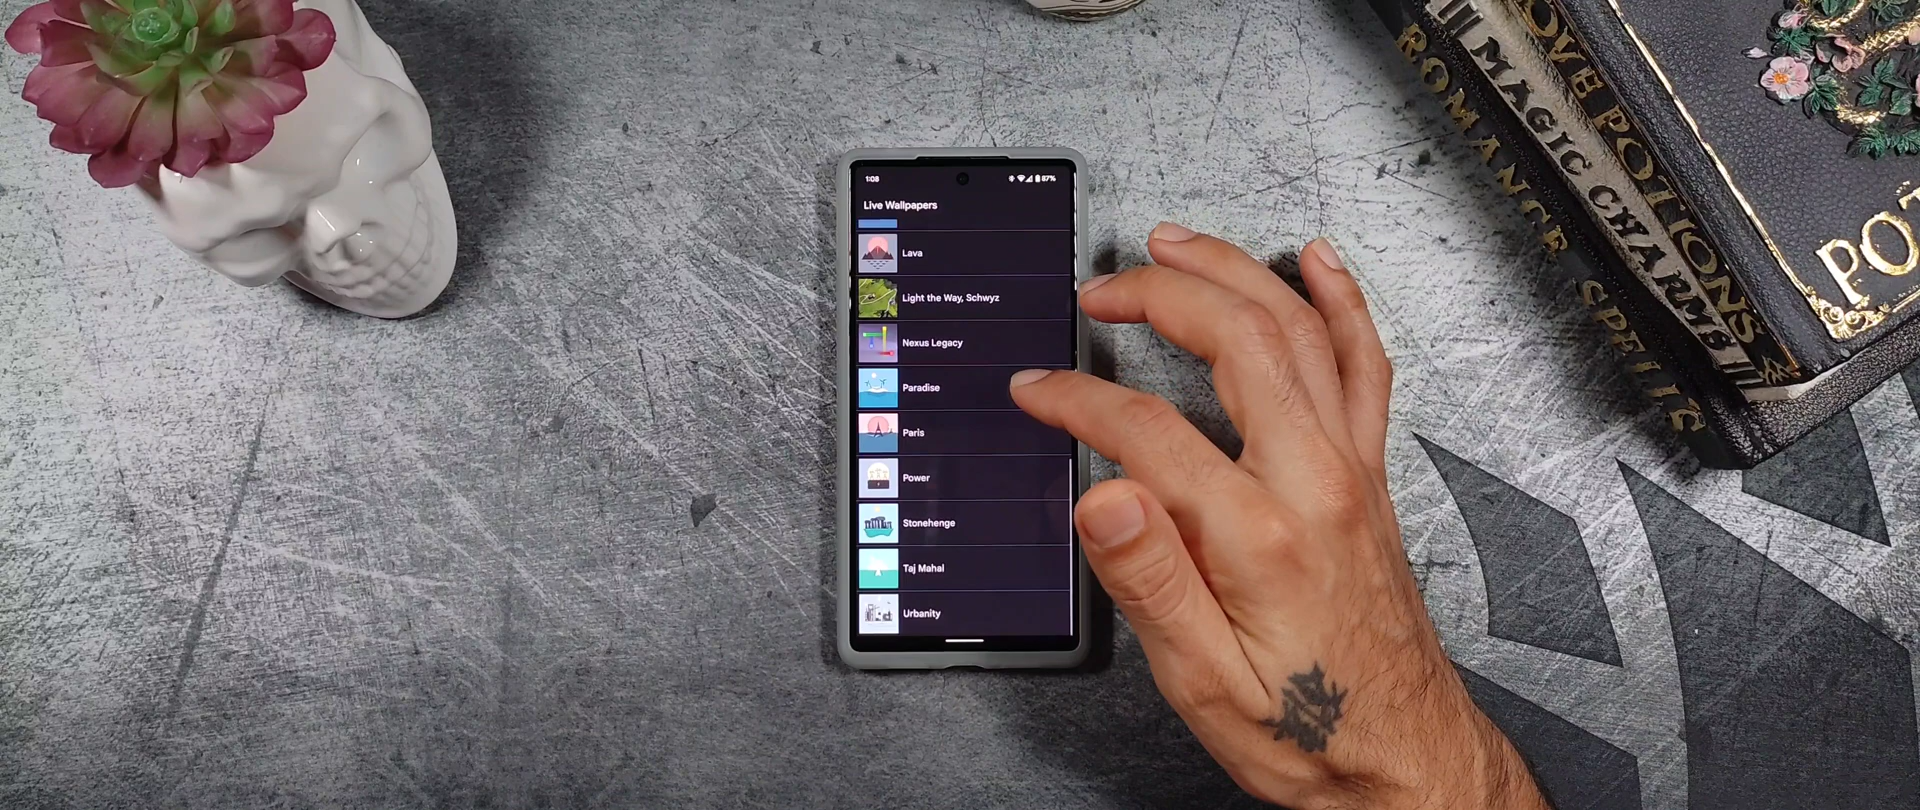 1:08
87%
Live Wallpapers
Lava
Light the Way, Schwyz
Nexus Legacy
Paradise
Paris
Power
Stonehenge
Taj Mahal
Urbanity
ROMANCE SPELLS
MAGIC CHARMS
LOVE POTIONS